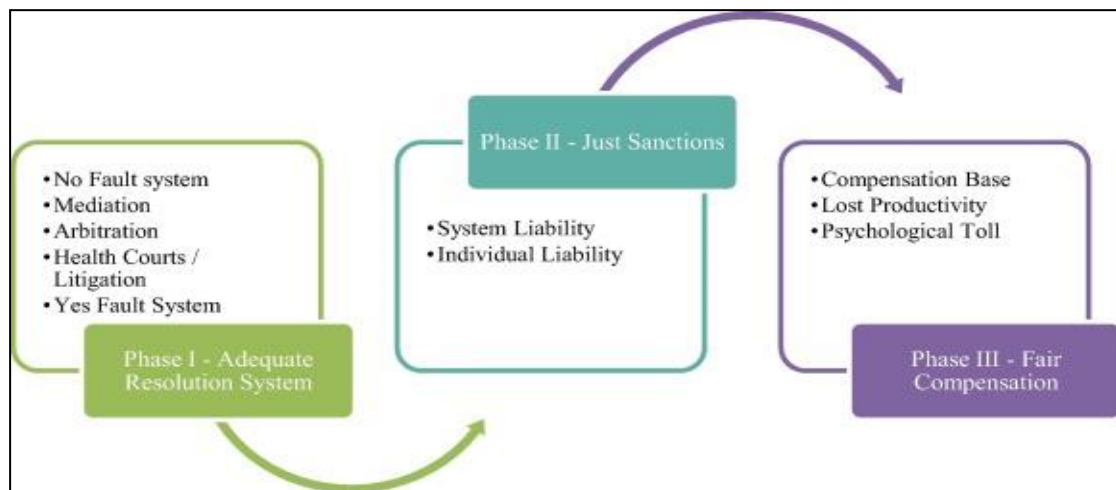 •No Fault system
•Mediation
•Arbitration
•Health Courts /
Litigation
•Yes Fault System
Phase I - Adequate
Resolution System
Phase II - Just Sanctions
•System Liability
•Individual Liability
•Compensation Base
•Lost Productivity
•Psychological Toll
Phase III - Fair
Compensation